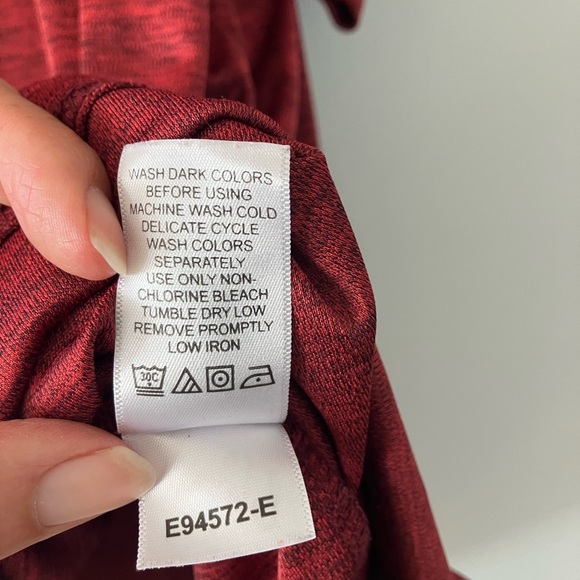 WASH DARK COLORS
BEFORE USING
MACHINE WASH COLD
DELICATE CYCLE
WASH COLORS
SEPARATELY
USE ONLY NON-
CHLORINE BLEACH
TUMBLE DRY LOW
REMOVE PROMPTLY
LOW IRON
30C
E94572-E